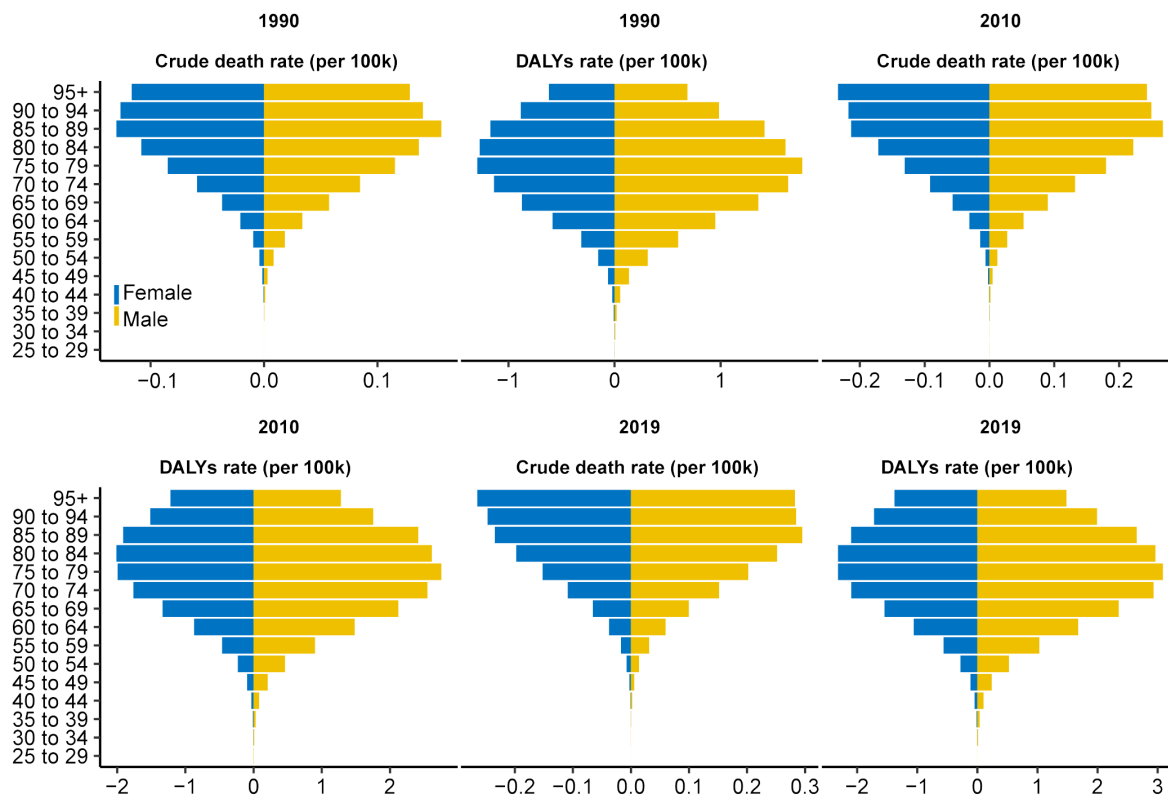 1990
1990
2010
Crude death rate (per 100k)
DALYs rate (per 100k)
Crude death rate (per 100k)
95+
90 to 94
85 to 89
80 to 84
75 to 79
70 to 74
65 to 69
60 to 64
55 to 59
50 to 54
45 to 49
40 to 44
35 to 39
30 to 34
25 to 29
Female
Male
−0.1 0.0 0.1
−1 0 1
−0.2 −0.1 0.0 0.1 0.2
2010
2019
2019
DALYs rate (per 100k)
Crude death rate (per 100k)
DALYs rate (per 100k)
95+
90 to 94
85 to 89
80 to 84
75 to 79
70 to 74
65 to 69
60 to 64
55 to 59
50 to 54
45 to 49
40 to 44
35 to 39
30 to 34
25 to 29
−2 −1 0 1 2
−0.2 −0.1 0.0 0.1 0.2 0.3
−2 −1 0 1 2 3